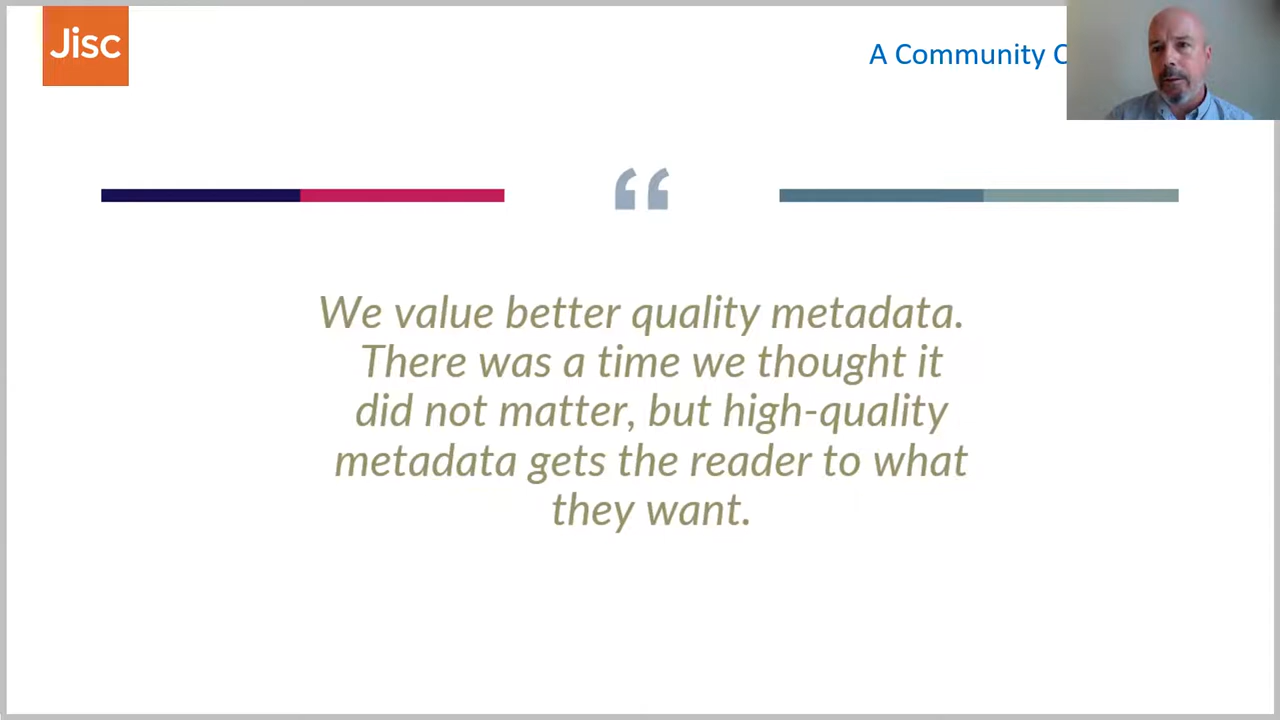 Jisc
A Community
“
We value better quality metadata.
There was a time we thought it
did not matter, but high-quality
metadata gets the reader to what
they want.